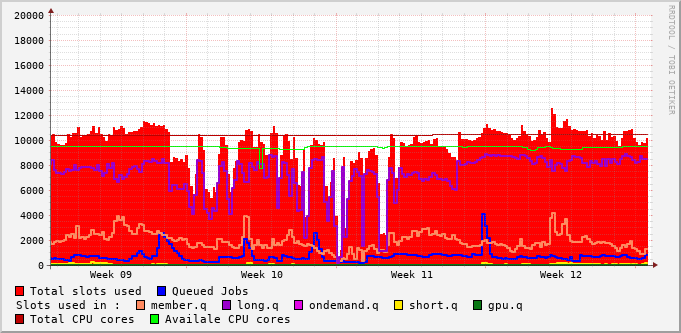 RRDTOOL / TOBI OETIKER
20000
18000
16000
14000
12000
10000
8000
6000
4000
2000
0
Week 09 Week 10 Week 11 Week 12
Total slots used Queued Jobs
Slots used in : member.q long.q ondemand.q short.q gpu.q
Total CPU cores Availale CPU cores